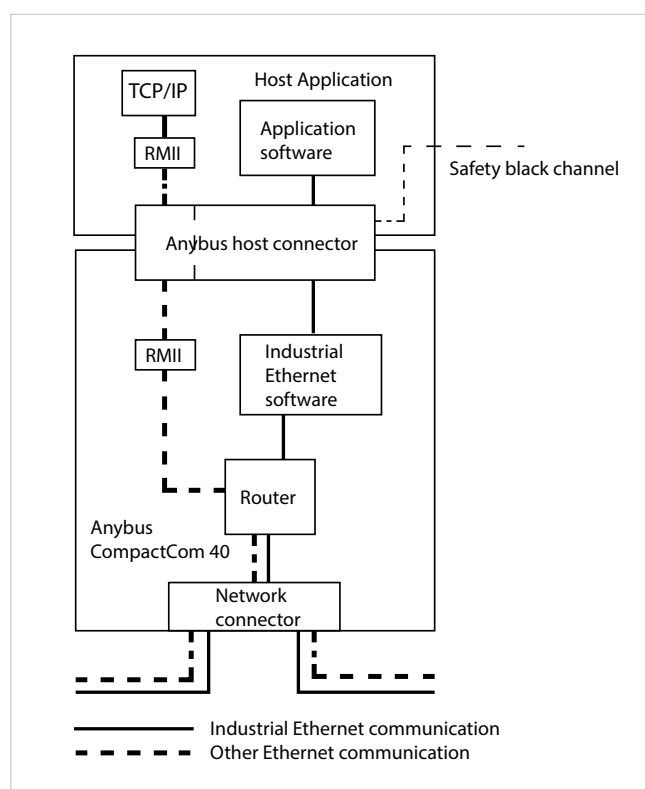 TCP/IP
Host Application
RMII
Application
software
Safety black channel
Anybus host connector
RMII
Industrial
Ethernet
software
Router
Anybus
CompactCom 40
Network
connector
Industrial Ethernet communication
Other Ethernet communication